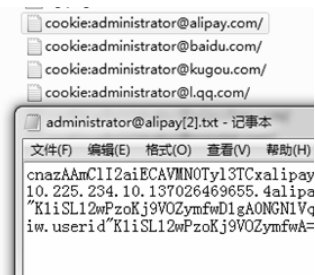 cookie:administrator@alipay.com/
cookie:administrator@baidu.com/
cookie:administrator@kugou.com/
cookie:administrator@l.qq.com/
administrator@alipay[2].txt - 记事本
文件(F) 编辑(E) 格式(O) 查看(V) 帮助(H)
cnazAAmClI2aiECAVMNOTyl3TCxalipay
10.225.234.10.137026469655.4alipa
"K1iSL12wPzoKj9VOZymfwD1gAONGN1Vq
iw.userid"K1iSL12wPzoKj9VOZymfwA=